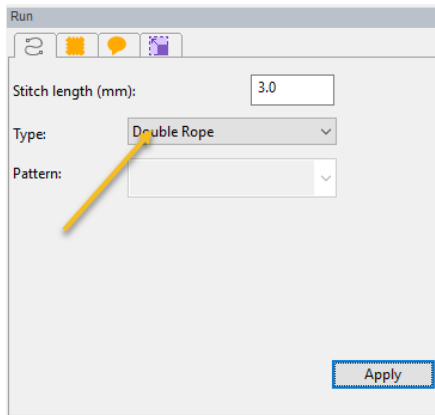 Run
Stitch length (mm): 3.0
Type: Double Rope
Pattern:
Apply